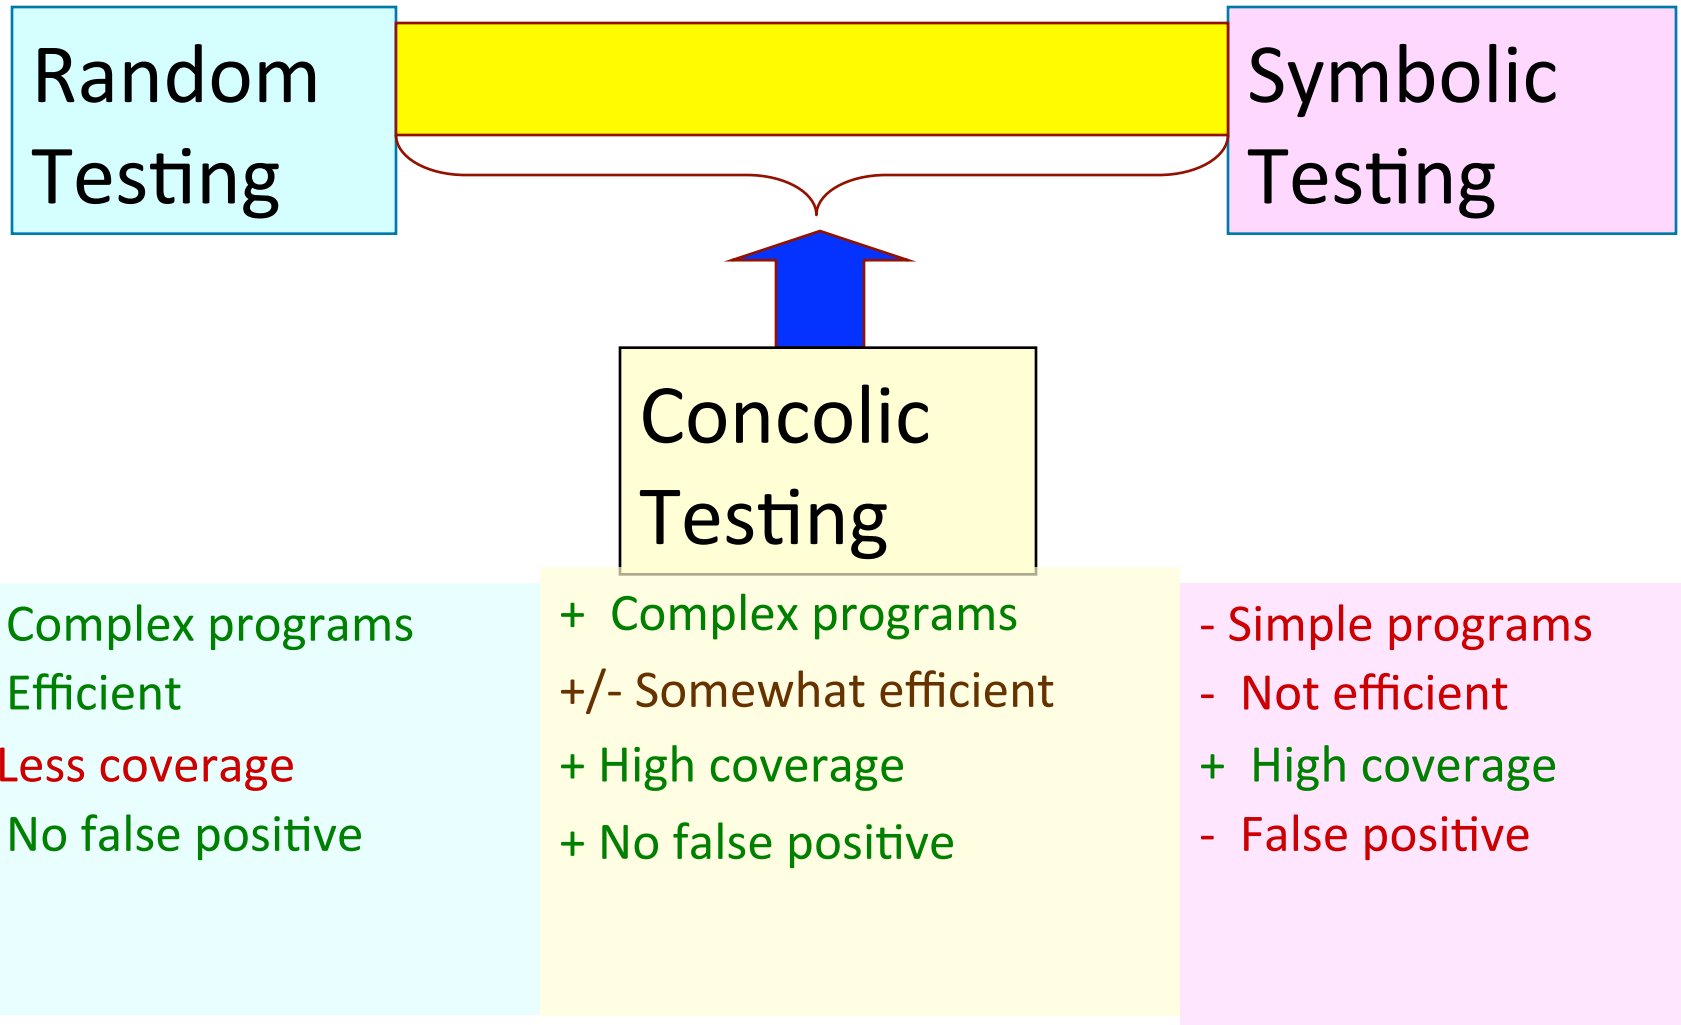 Random
Testing
Symbolic
Testing
Concolic
Testing
Complex programs
Efficient
Less coverage
No false positive
+ Complex programs
+/- Somewhat efficient
+ High coverage
+ No false positive
- Simple programs
- Not efficient
+ High coverage
- False positive